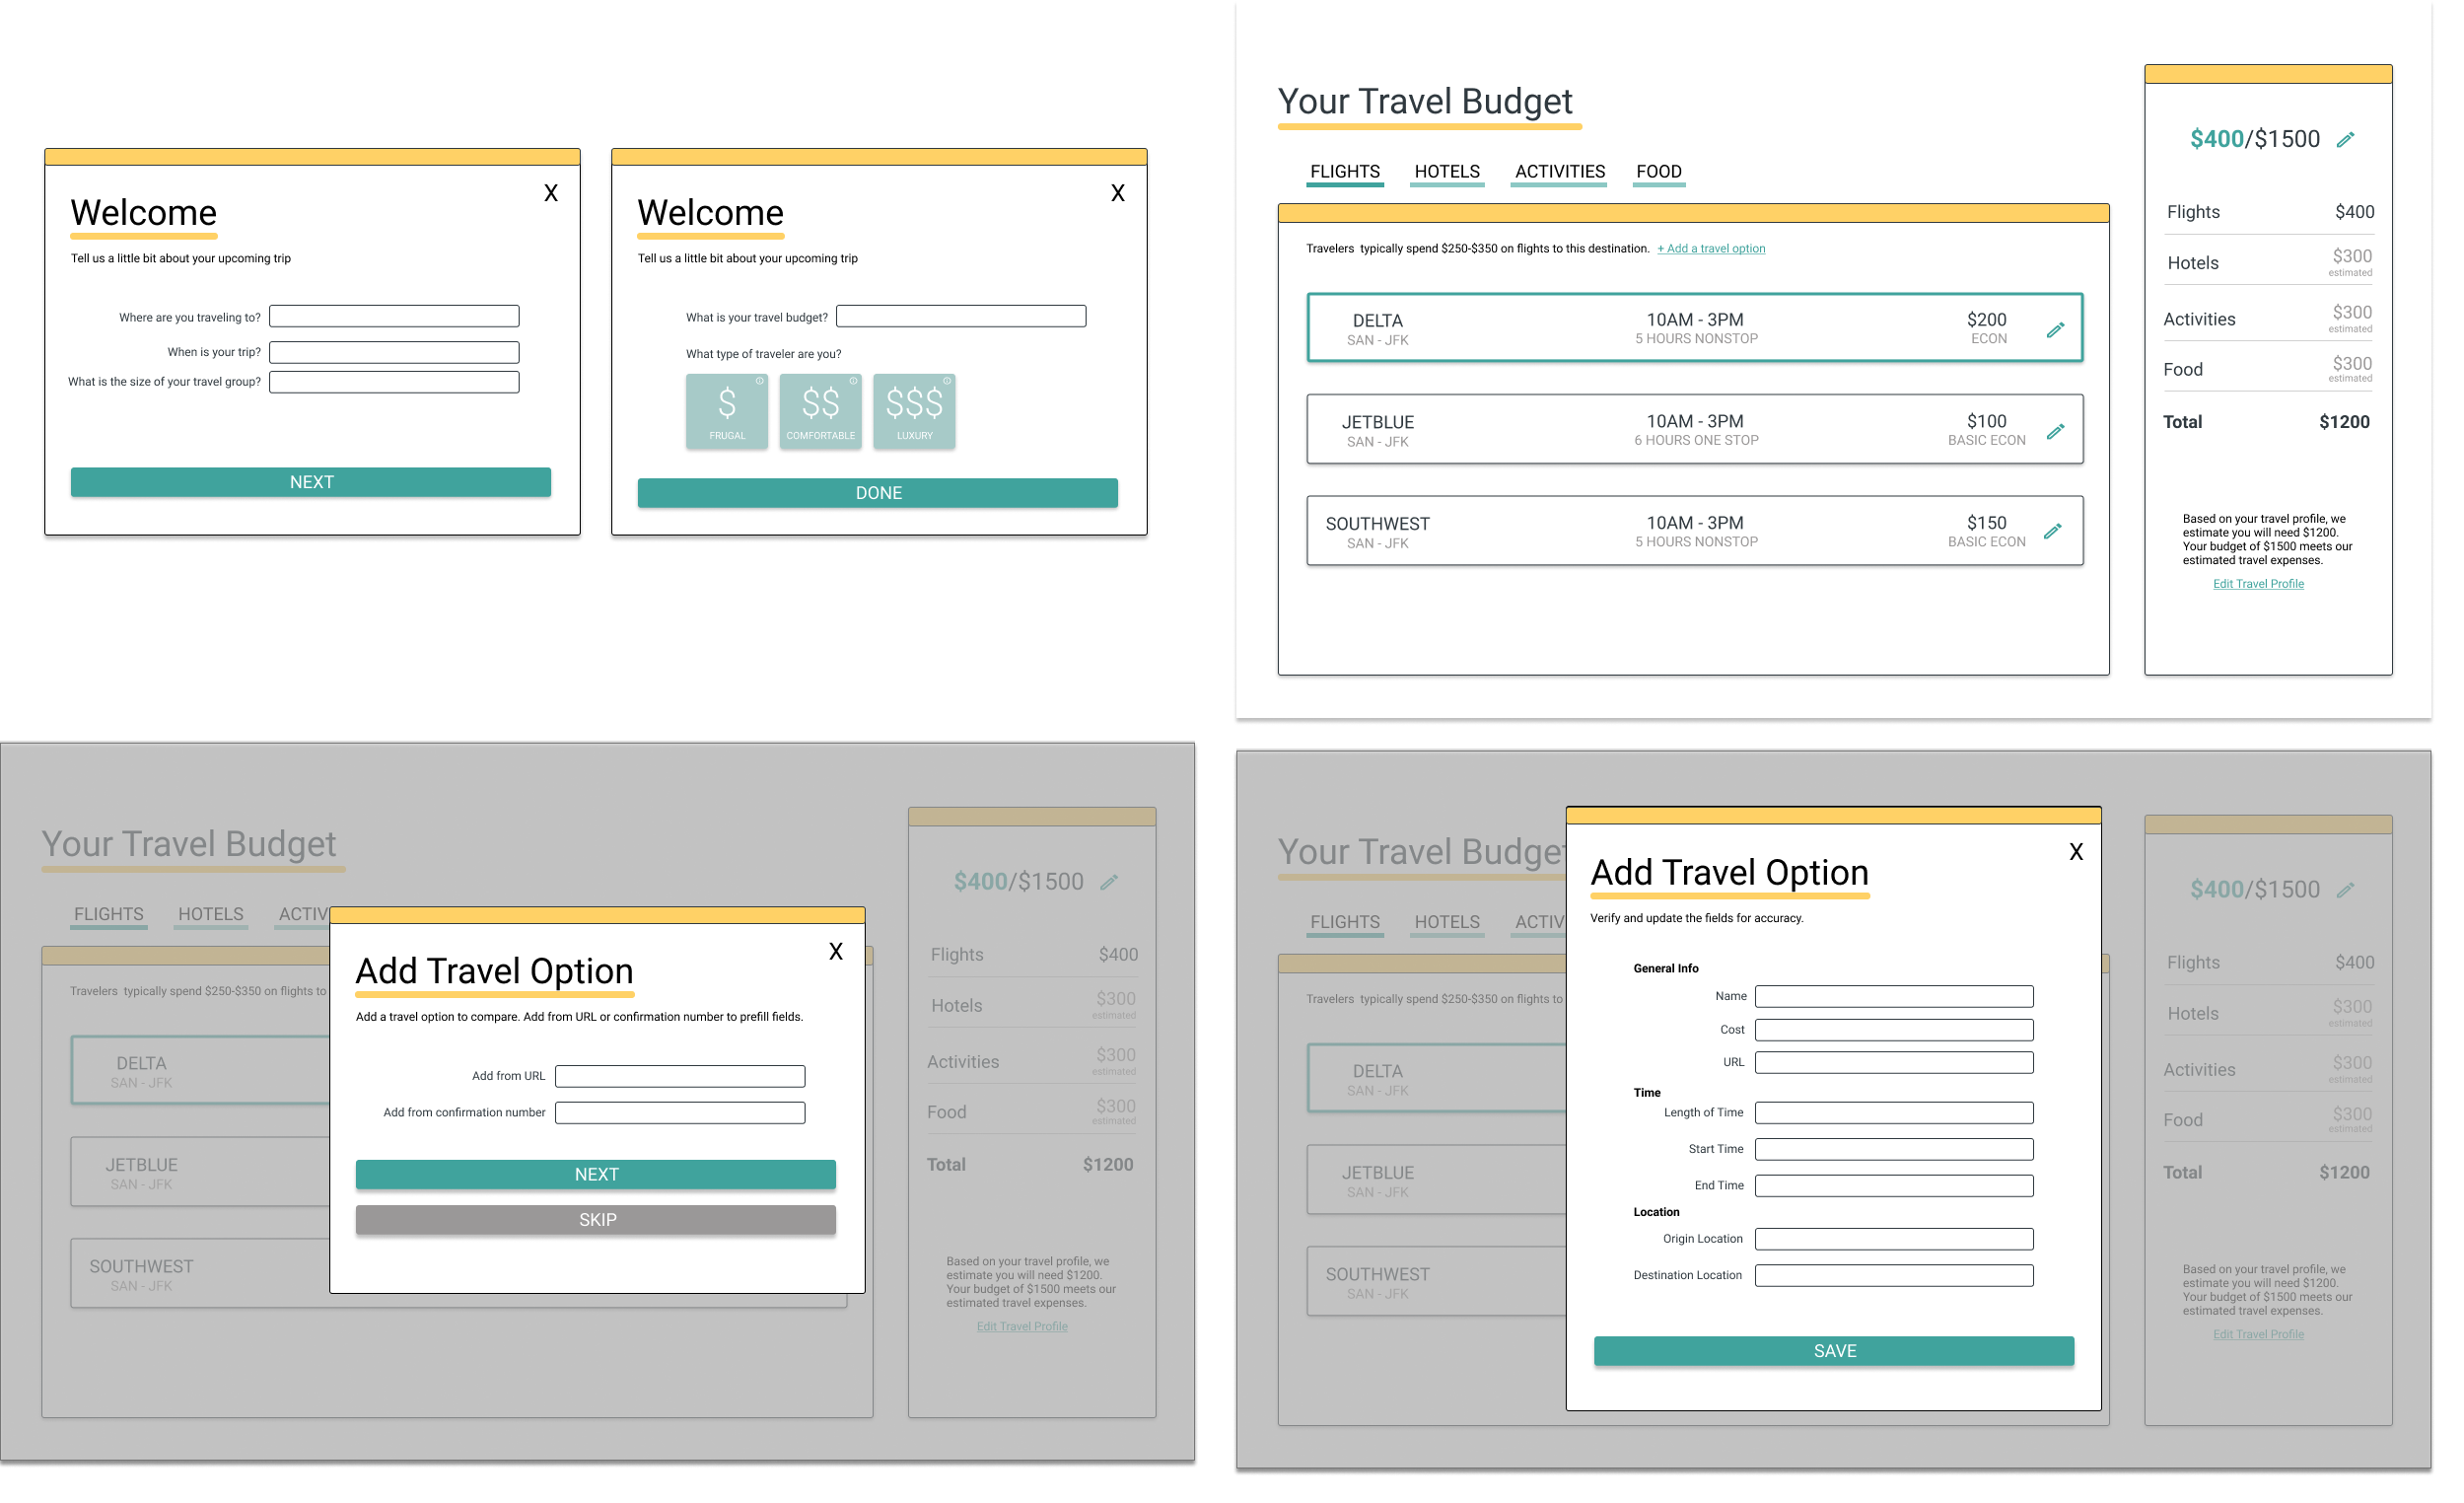 Welcome
X
Tell us a little bit about your upcoming trip
Where are you traveling to?
When is your trip?
What is the size of your travel group?
NEXT
Welcome
X
Tell us a little bit about your upcoming trip
What is your travel budget?
What type of traveler are you?
$ $$ $$$
FRUGAL COMFORTABLE LUXURY
DONE
Your Travel Budget
FLIGHTS HOTELS ACTIVITIES FOOD
Travelers typically spend $250-$350 on flights to this destination. + Add a travel option
DELTA 10AM - 3PM $200
SAN - JFK 5 HOURS NONSTOP ECON
JETBLUE 10AM - 3PM $100
SAN - JFK 6 HOURS ONE STOP BASIC ECON
SOUTHWEST 10AM - 3PM $150
SAN - JFK 5 HOURS NONSTOP BASIC ECON
$400/$1500
Flights $400
Hotels $300
estimated
Activities $300
estimated
Food $300
estimated
Total $1200
Based on your travel profile, we
estimate you will need $1200.
Your budget of $1500 meets our
estimated travel expenses.
Edit Travel Profile
Your Travel Budget
FLIGHTS HOTELS ACTIV
Travelers typically spend $250-$350 on flights to
DELTA
SAN - JFK
JETBLUE
SAN - JFK
SOUTHWEST
SAN - JFK
Add Travel Option
X
Add a travel option to compare. Add from URL or confirmation number to prefill fields.
Add from URL
Add from confirmation number
NEXT
SKIP
$400/$1500
Flights $400
Hotels $300
estimated
Activities $300
estimated
Food $300
estimated
Total $1200
Based on your travel profile, we
estimate you will need $1200.
Your budget of $1500 meets our
estimated travel expenses.
Edit Travel Profile
Your Travel Budget
FLIGHTS HOTELS ACTIV
Travelers typically spend $250-$350 on flights to
DELTA
SAN - JFK
JETBLUE
SAN - JFK
SOUTHWEST
SAN - JFK
Add Travel Option
X
Verify and update the fields for accuracy.
General Info
Name
Cost
URL
Time
Length of Time
Start Time
End Time
Location
Origin Location
Destination Location
SAVE
$400/$1500
Flights $400
Hotels $300
estimated
Activities $300
estimated
Food $300
estimated
Total $1200
Based on your travel profile, we
estimate you will need $1200.
Your budget of $1500 meets our
estimated travel expenses.
Edit Travel Profile